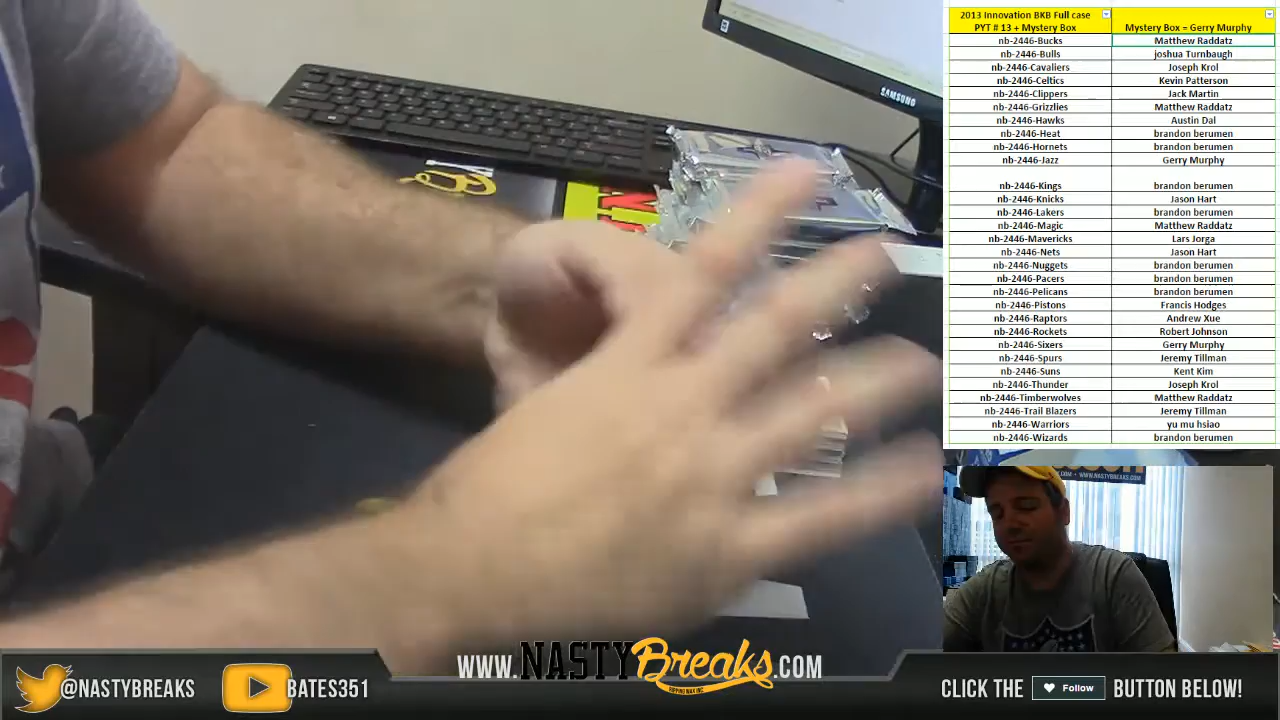 2013 Innovation BKB Full case
PYT # 13 + Mystery Box
Mystery Box = Gerry Murphy
nb-2446-Bucks Matthew Raddatz
nb-2446-Bulls joshua Turnbaugh
nb-2446-Cavaliers Joseph Krol
nb-2446-Celtics Kevin Patterson
nb-2446-Clippers Jack Martin
nb-2446-Grizzlies Matthew Raddatz
nb-2446-Hawks Austin Dal
nb-2446-Heat brandon berumen
nb-2446-Hornets brandon berumen
nb-2446-Jazz Gerry Murphy
nb-2446-Kings brandon berumen
nb-2446-Knicks Jason Hart
nb-2446-Lakers brandon berumen
nb-2446-Magic Matthew Raddatz
nb-2446-Mavericks Lars Jorga
nb-2446-Nets Jason Hart
nb-2446-Nuggets brandon berumen
nb-2446-Pacers brandon berumen
nb-2446-Pelicans brandon berumen
nb-2446-Pistons Francis Hodges
nb-2446-Raptors Andrew Xue
nb-2446-Rockets Robert Johnson
nb-2446-Sixers Gerry Murphy
nb-2446-Spurs Jeremy Tillman
nb-2446-Suns Kent Kim
nb-2446-Thunder Joseph Krol
nb-2446-Timberwolves Matthew Raddatz
nb-2446-Trail Blazers Jeremy Tillman
nb-2446-Warriors yu mu hsiao
nb-2446-Wizards brandon berumen
SAMSUNG
WWW.NASTYBREAKS.COM
@NASTYBREAKS
BATES351
WWW.NASTYBreaks.COM
RIPPING WAX INC
CLICK THE Follow BUTTON BELOW!